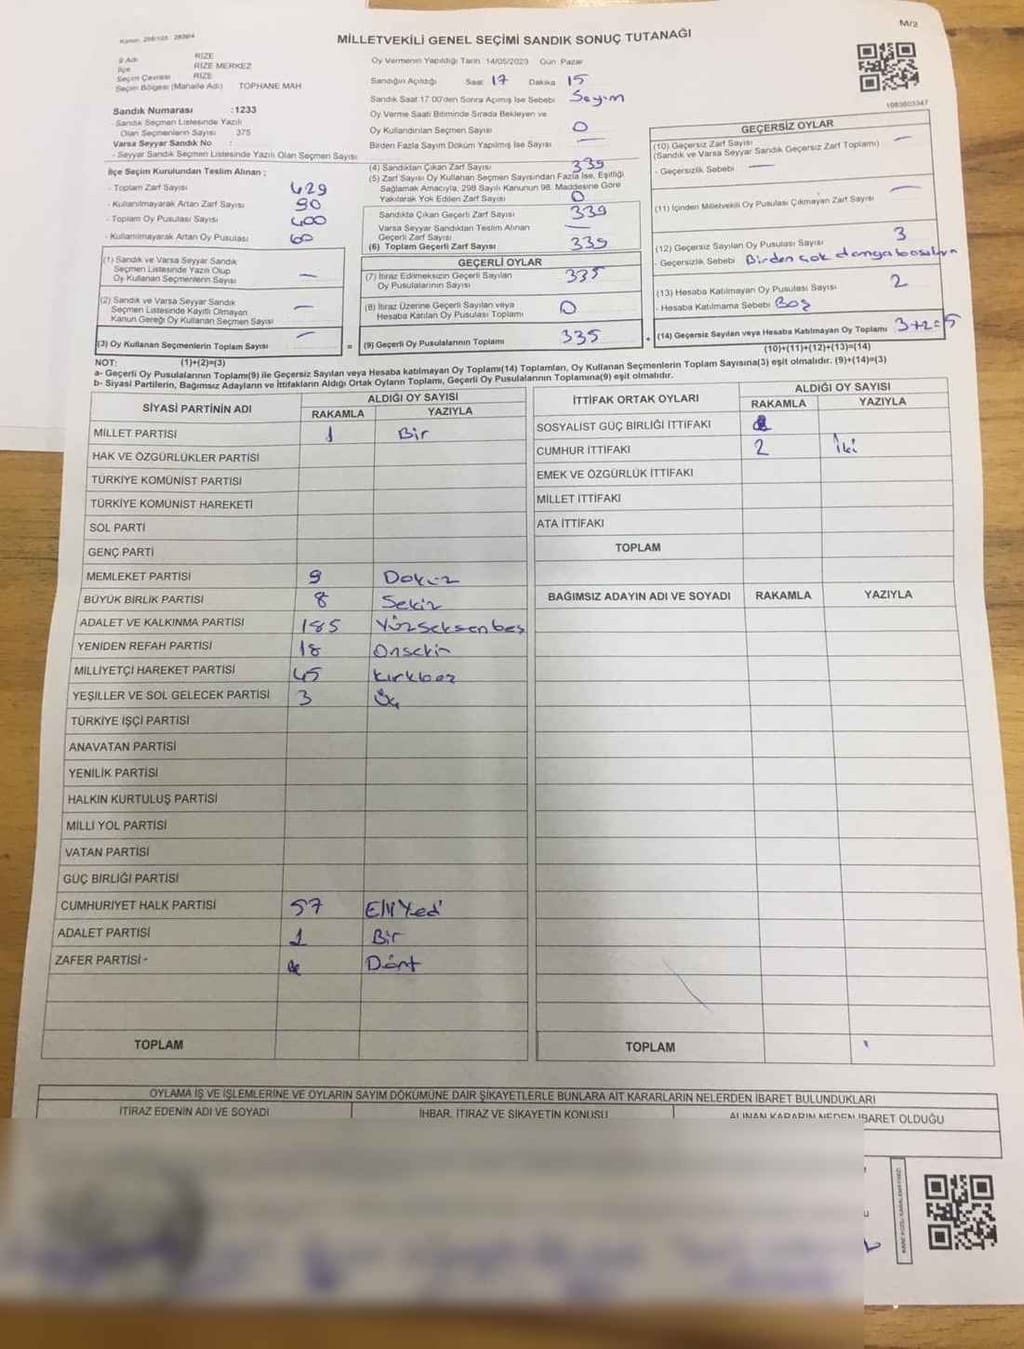 M/2
MİLLETVEKİLİ GENEL SEÇİMİ SANDIK SONUÇ TUTANAĞI
İl Adı RİZE
İlçe RİZE MERKEZ
Seçim Çevresi RİZE
Seçim Bölgesi (Mahalle Adı) TOPHANE MAH
Sandık Numarası :1233
- Sandık Seçmen Listesinde Yazılı
Olan Seçmenlerin Sayısı 375
Varsa Seyyar Sandık No :
- Seyyar Sandık Seçmen Listesinde Yazılı Olan Seçmen Sayısı
İlçe Seçim Kurulundan Teslim Alınan ;
- Toplam Zarf Sayısı 429
- Kullanılmayarak Artan Zarf Sayısı 90
- Toplam Oy Pusulası Sayısı 400
- Kullanılmayarak Artan Oy Pusulası 60
(1) Sandık ve Varsa Seyyar Sandık
Seçmen Listesinde Yazılı Olup
Oy Kullanan Seçmenlerin Sayısı —
(2) Sandık ve Varsa Seyyar Sandık
Seçmen Listesinde Kayıtlı Olmayan
Kanun Gereği Oy Kullanan Seçmen Sayısı —
(3) Oy Kullanan Seçmenlerin Toplam Sayısı —
Oy Vermenin Yapıldığı Tarih 14/05/2023 Gün Pazar
Sandığın Açıldığı Saat 17 Dakika 15
Sandık Saat 17 00'den Sonra Açımış İse Sebebi Sayım
Oy Verme Saati Bitiminde Sırada Bekleyen ve
Oy Kullandırılan Seçmen Sayısı 0
Birden Fazla Sayım Döküm Yapılmış İse Sayısı —
(4) Sandıktan Çıkan Zarf Sayısı 339
(5) Zarf Sayısı Oy Kullanan Seçmen Sayısından Fazla İse, Eşitliği
Sağlamak Amacıyla, 298 Sayılı Kanunun 98. Maddesine Göre
Yakılarak Yok Edilen Zarf Sayısı 0
Sandıkta Çıkan Geçerli Zarf Sayısı 339
Varsa Seyyar Sandıktan Teslim Alınan
Geçerli Zarf Sayısı —
(6) Toplam Geçerli Zarf Sayısı 339
GEÇERLİ OYLAR
(7) İtiraz Edilmeksizin Geçerli Sayılan
Oy Pusulalarının Sayısı 335
(8) İtiraz Üzerine Geçerli Sayılan veya
Hesaba Katılan Oy Pusulası Toplamı 0
= (9) Geçerli Oy Pusulalarının Toplamı 335
1083603347
GEÇERSİZ OYLAR
(10) Geçersiz Zarf Sayısı —
(Sandık ve Varsa Seyyar Sandık Geçersiz Zarf Toplamı)
- Geçersizlik Sebebi —
(11) İçinden Milletvekili Oy Pusulası Çıkmayan Zarf Sayısı —
(12) Geçersiz Sayılan Oy Pusulası Sayısı 3
- Geçersizlik Sebebi Birden çok damga basılan
(13) Hesaba Katılmayan Oy Pusulası Sayısı 2
- Hesaba Katılmama Sebebi Boş
+ (14) Geçersiz Sayılan veya Hesaba Katılmayan Oy Toplamı 3+2=5
NOT: (1)+(2)=(3) (10)+(11)+(12)+(13)=(14)
a- Geçerli Oy Pusulalarının Toplamı(9) ile Geçersiz Sayılan veya Hesaba katılmayan Oy Toplamı(14) Toplamları, Oy Kullanan Seçmenlerin Toplam Sayısına(3) eşit olmalıdır. (9)+(14)=(3)
b- Siyasi Partilerin, Bağımsız Adayların ve İttifakların Aldığı Ortak Oyların Toplamı, Geçerli Oy Pusulalarının Toplamına(9) eşit olmalıdır.
SİYASİ PARTİNİN ADI ALDIĞI OY SAYISI
RAKAMLA YAZIYLA
MİLLET PARTİSİ 1 Bir
HAK VE ÖZGÜRLÜKLER PARTİSİ
TÜRKİYE KOMÜNİST PARTİSİ
TÜRKİYE KOMÜNİST HAREKETİ
SOL PARTİ
GENÇ PARTİ
MEMLEKET PARTİSİ 9 Dokuz
BÜYÜK BİRLİK PARTİSİ 8 Sekiz
ADALET VE KALKINMA PARTİSİ 185 Yüzseksenbeş
YENİDEN REFAH PARTİSİ 18 Onsekiz
MİLLİYETÇİ HAREKET PARTİSİ 45 Kırkbeş
YEŞİLLER VE SOL GELECEK PARTİSİ 3 Üç
TÜRKİYE İŞÇİ PARTİSİ
ANAVATAN PARTİSİ
YENİLİK PARTİSİ
HALKIN KURTULUŞ PARTİSİ
MİLLİ YOL PARTİSİ
VATAN PARTİSİ
GÜÇ BİRLİĞİ PARTİSİ
CUMHURİYET HALK PARTİSİ 57 Elliyedi
ADALET PARTİSİ 1 Bir
ZAFER PARTİSİ - Dört
TOPLAM
İTTİFAK ORTAK OYLARI ALDIĞI OY SAYISI
RAKAMLA YAZIYLA
SOSYALİST GÜÇ BİRLİĞİ İTTİFAKI
CUMHUR İTTİFAKI 2 İki
EMEK VE ÖZGÜRLÜK İTTİFAKI
MİLLET İTTİFAKI
ATA İTTİFAKI
TOPLAM
BAĞIMSIZ ADAYIN ADI VE SOYADI RAKAMLA YAZIYLA
TOPLAM
OYLAMA İŞ VE İŞLEMLERİNE VE OYLARIN SAYIM DÖKÜMÜNE DAİR ŞİKAYETLERLE BUNLARA AİT KARARLARIN NELERDEN İBARET BULUNDUKLARI
İTİRAZ EDENİN ADI VE SOYADI İHBAR, İTİRAZ VE ŞİKAYETİN KONUSU ALINAN KARARIN NEDEN İBARET OLDUĞU